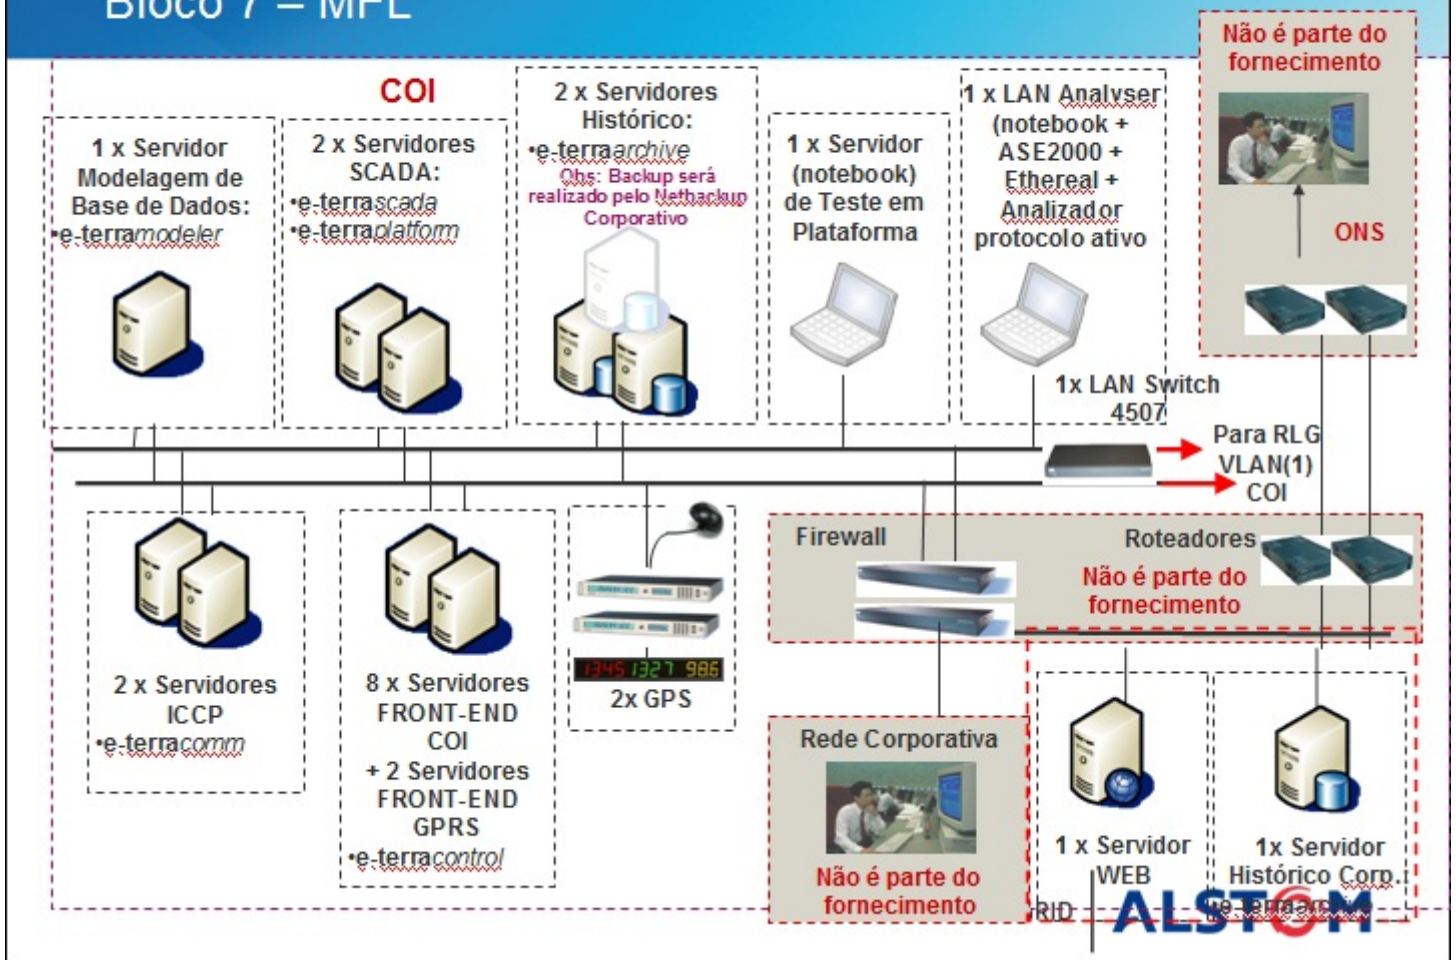 Bloco 7 – MFL
Não é parte do
fornecimento
COI
1 x Servidor
Modelagem de
Base de Dados:
•e-terramodeler
2 x Servidores
SCADA:
•e-terrascada
•e-terraplatform
2 x Servidores
Histórico:
•e-terraarchive
Obs: Backup será
realizado pelo Netbackup
Corporativo
1 x Servidor
(notebook)
de Teste em
Plataforma
1 x LAN Analyser
(notebook +
ASE2000 +
Ethereal +
Analizador
protocolo ativo
ONS
1x LAN Switch
4507
Para RLG
VLAN(1)
COI
2 x Servidores
ICCP
•e-terracomm
8 x Servidores
FRONT-END
COI
+ 2 Servidores
FRONT-END
GPRS
•e-terracontrol
1345 1327 986
2x GPS
Firewall
Roteadores
Não é parte do
fornecimento
Rede Corporativa
Não é parte do
fornecimento
1 x Servidor
WEB
1x Servidor
Histórico Corp.:
•e-terraarchive
RID
ALSTOM